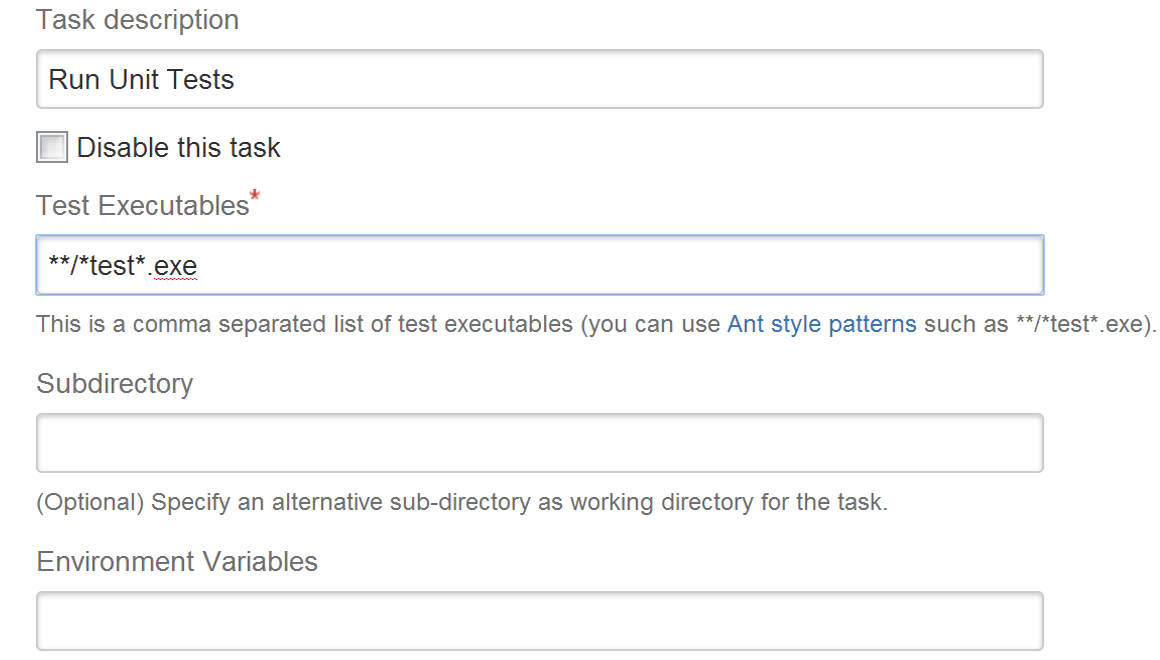 Task description
Run Unit Tests
Disable this task
Test Executables*
**/*test*.exe
This is a comma separated list of test executables (you can use Ant style patterns such as **/*test*.exe).
Subdirectory
(Optional) Specify an alternative sub-directory as working directory for the task.
Environment Variables